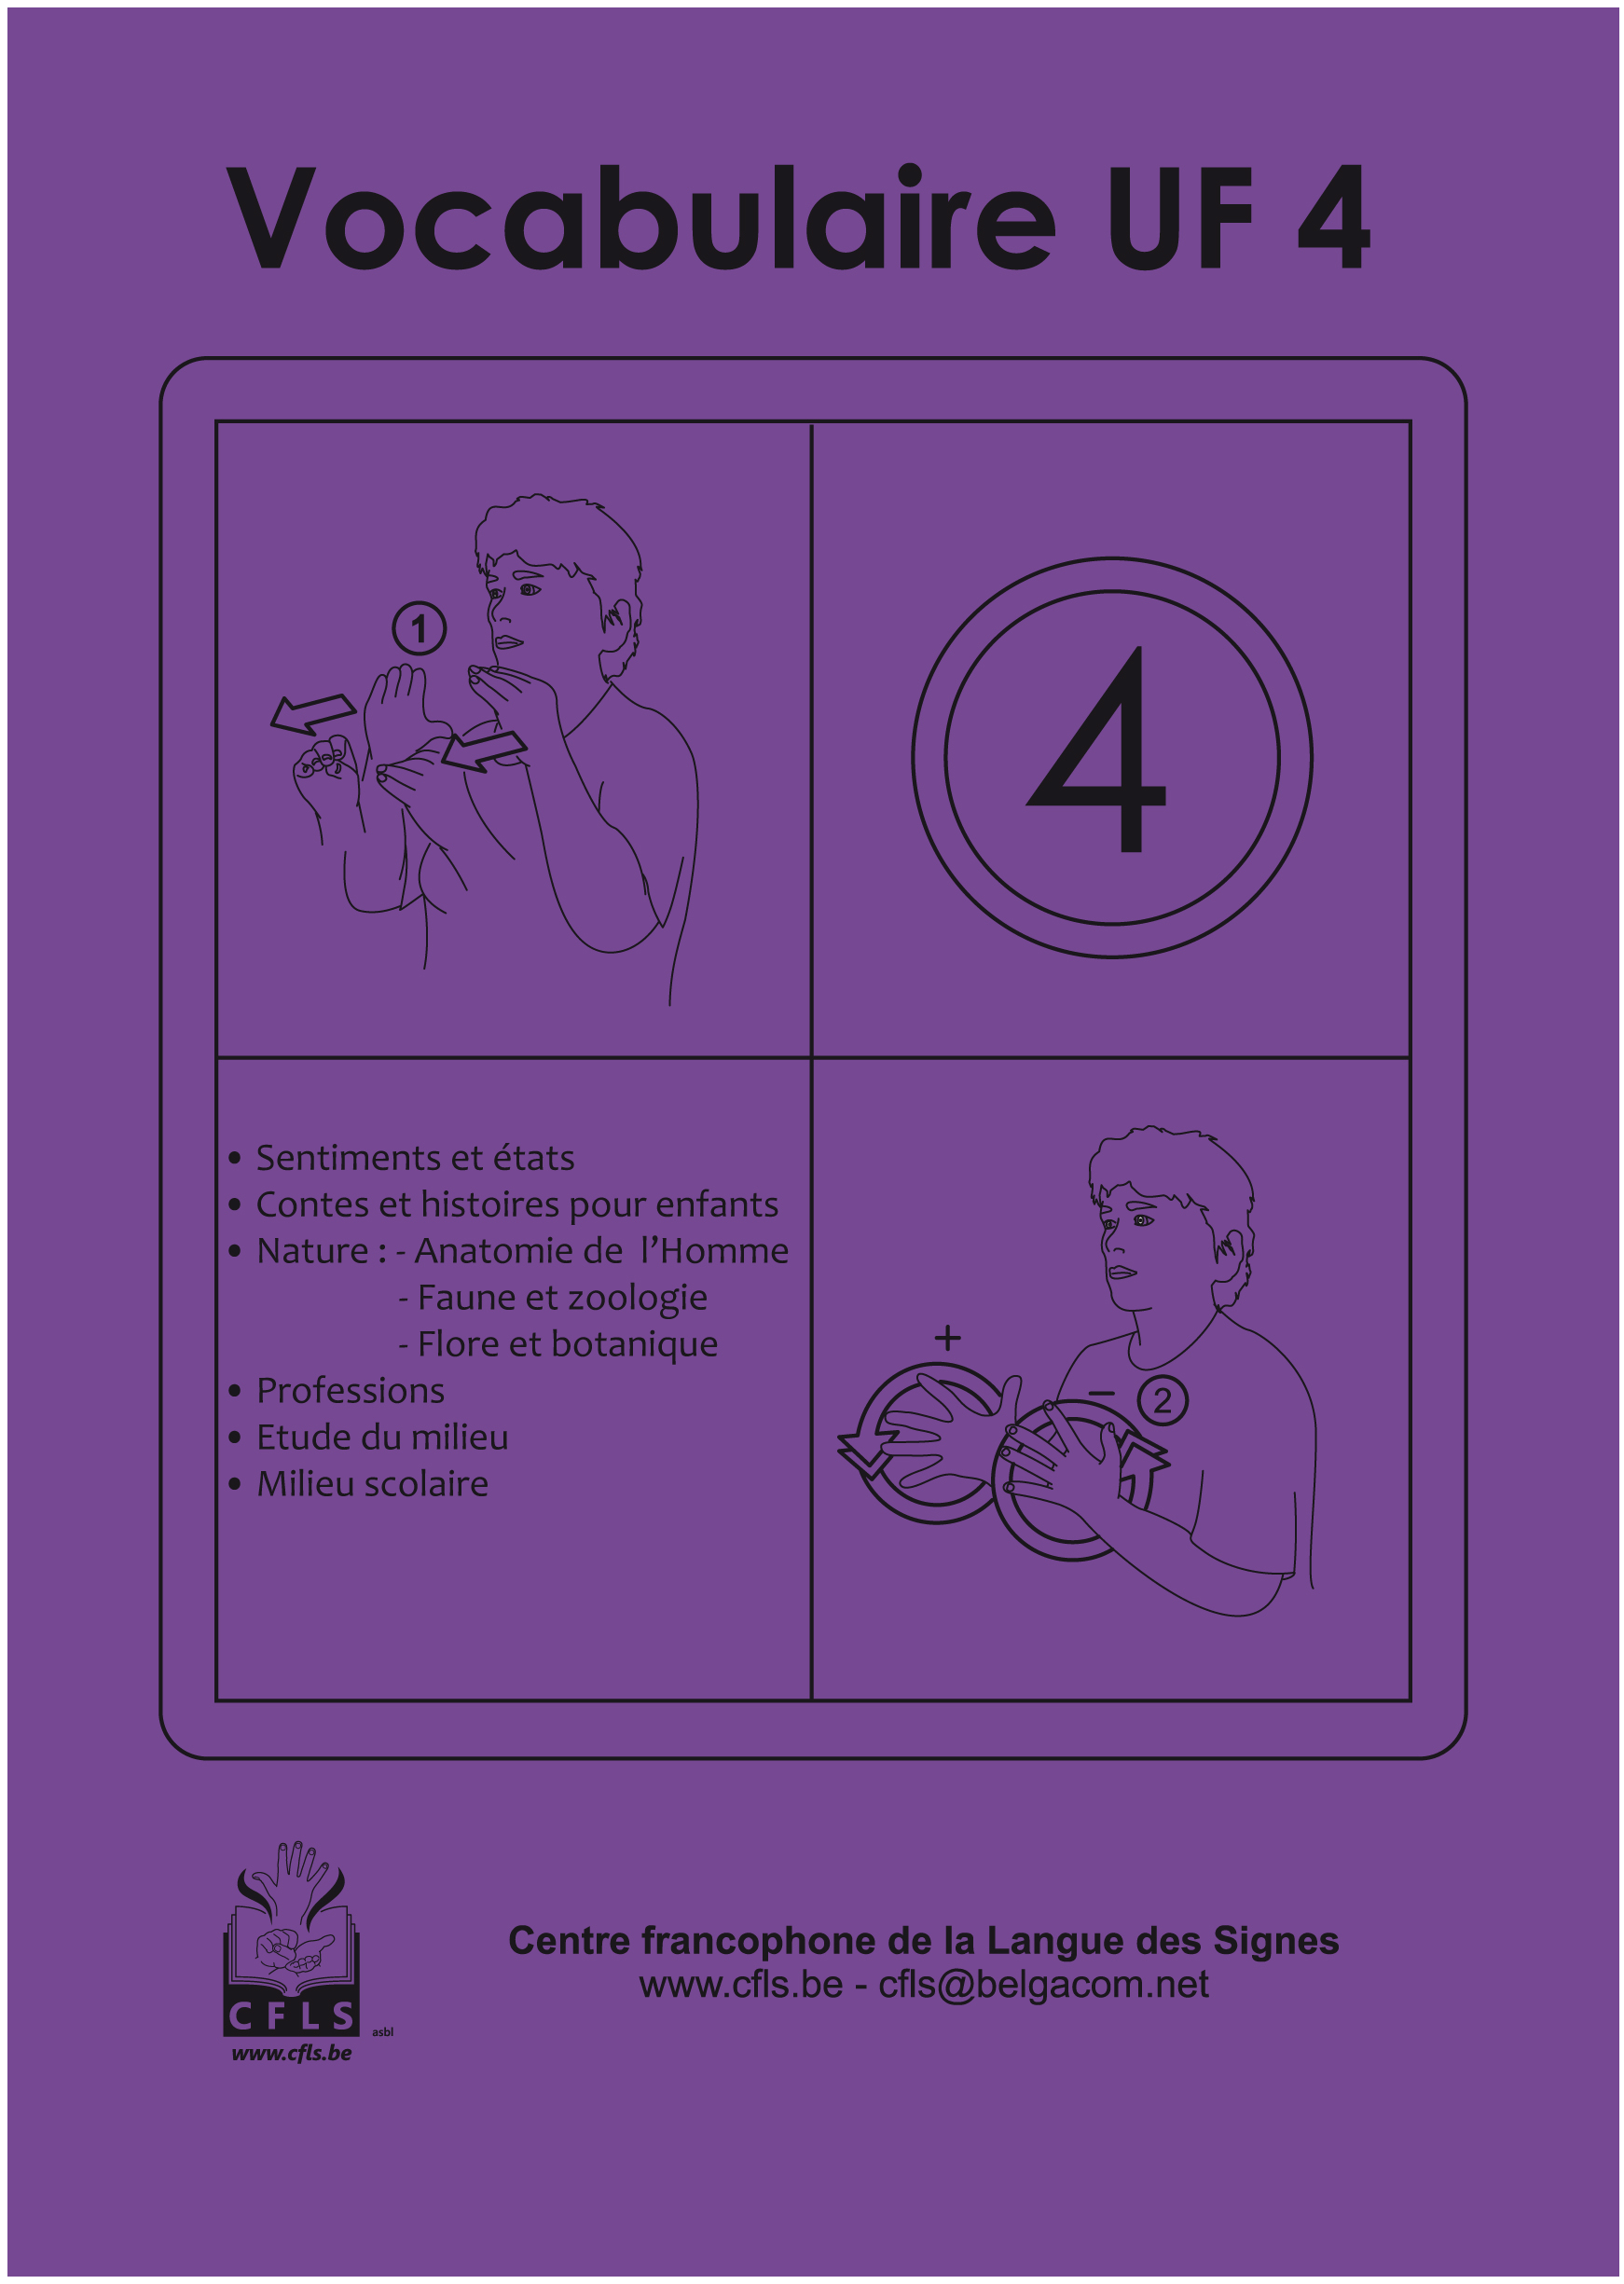 Vocabulaire UF 4
1
4
• Sentiments et états
• Contes et histoires pour enfants
• Nature : - Anatomie de l’Homme
- Faune et zoologie
- Flore et botanique
• Professions
• Etude du milieu
• Milieu scolaire
+
– 2
CFLS
asbl
www.cfls.be
Centre francophone de la Langue des Signes
www.cfls.be - cfls@belgacom.net